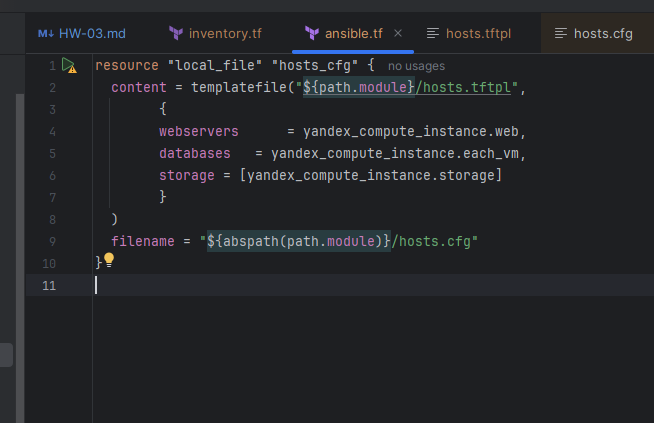 M↓ HW-03.md inventory.tf ansible.tf × hosts.tftpl hosts.cfg
1 resource "local_file" "hosts_cfg" { no usages
2 content = templatefile("${path.module}/hosts.tftpl",
3 {
4 webservers = yandex_compute_instance.web,
5 databases = yandex_compute_instance.each_vm,
6 storage = [yandex_compute_instance.storage]
7 }
8 )
9 filename = "${abspath(path.module)}/hosts.cfg"
10 }
11